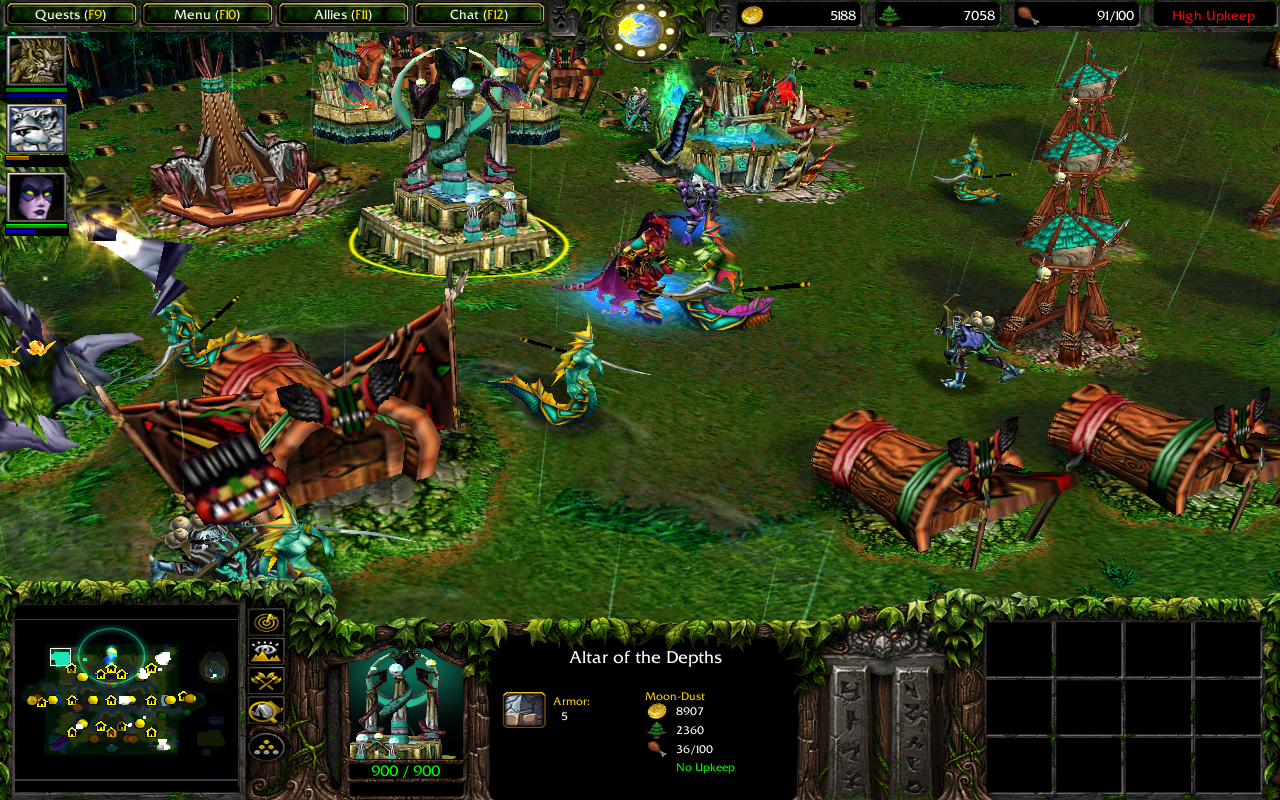 Quests (F9)
Menu (F10)
Allies (F11)
Chat (F12)
5188
7058
91/100
High Upkeep
Altar of the Depths
Armor:
5
Moon-Dust
8907
2360
36/100
No Upkeep
900 / 900